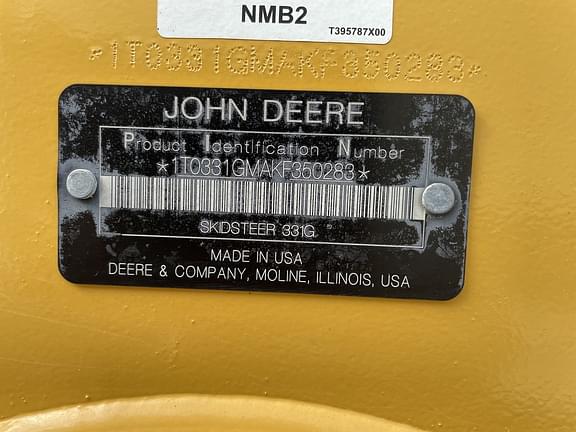 NMB2
T395787X00
*1T0331GMAKF350283*
JOHN DEERE
Product Identification Number
*1T0331GMAKF350283*
SKIDSTEER 331G
MADE IN USA
DEERE & COMPANY, MOLINE, ILLINOIS, USA